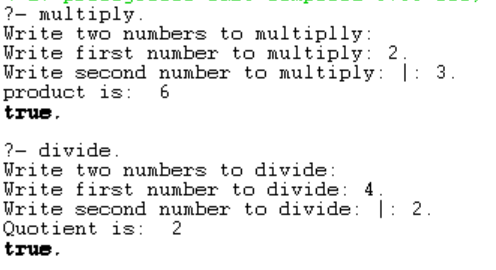 ?- multiply.
Write two numbers to multiplly:
Write first number to multiply: 2.
Write second number to multiply: |: 3.
product is:  6
true.
?- divide.
Write two numbers to divide:
Write first number to divide: 4.
Write second number to divide: |: 2.
Quotient is:  2
true.